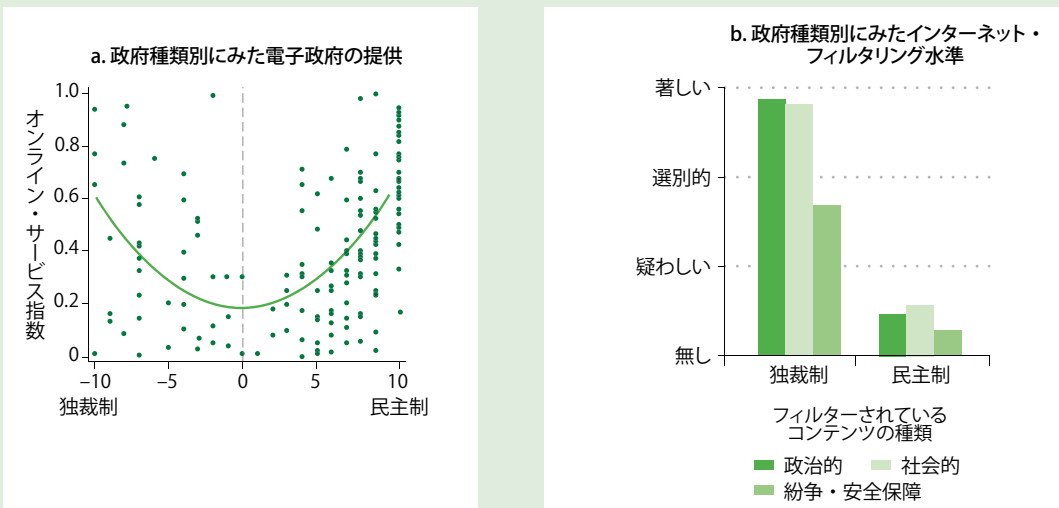 a. 政府種類別にみた電子政府の提供
オンライン・サービス指数
1.0
0.8
0.6
0.4
0.2
0
−10
−5
0
5
10
独裁制
民主制
b. 政府種類別にみたインターネット・
フィルタリング水準
著しい
選別的
疑わしい
無し
独裁制
民主制
フィルターされている
コンテンツの種類
政治的
社会的
紛争・安全保障